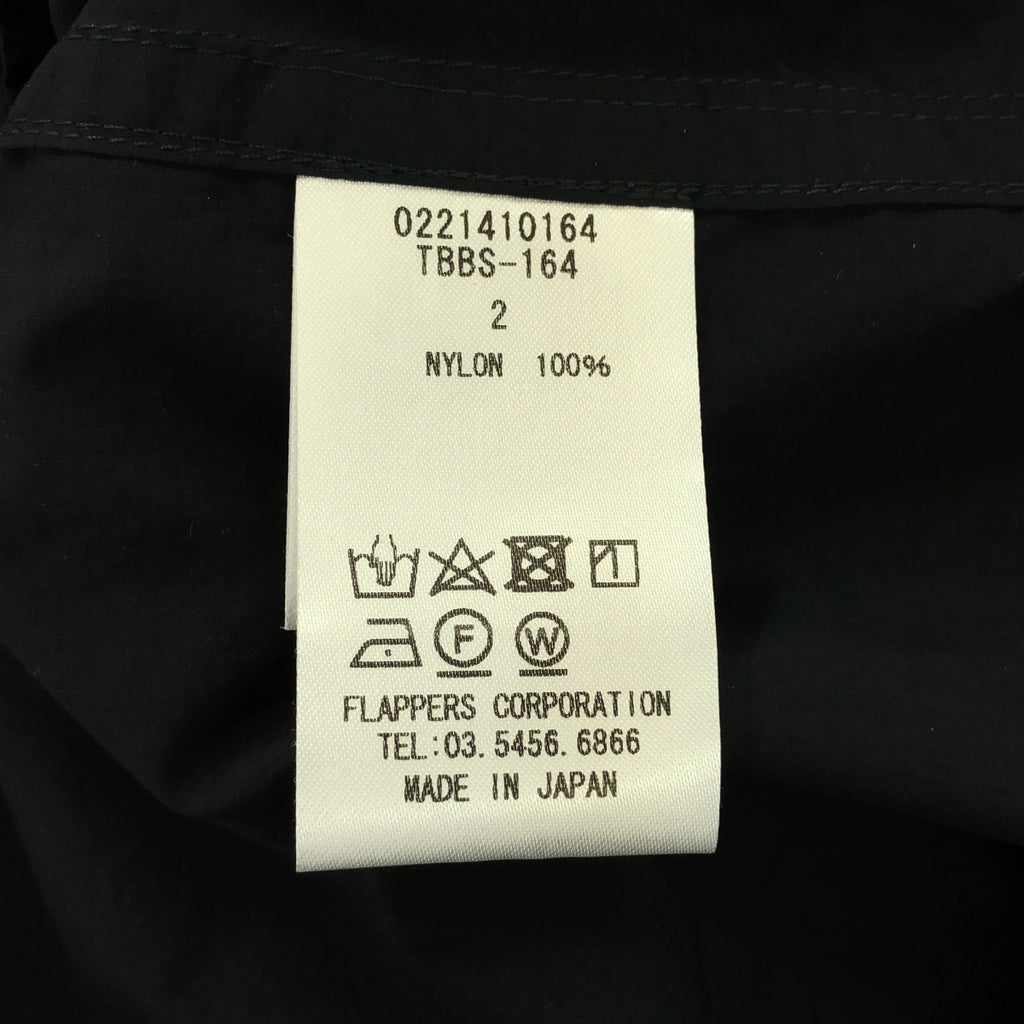 0221410164
TBBS-164
2
NYLON 100%
F W
FLAPPERS CORPORATION
TEL:03.5456.6866
MADE IN JAPAN